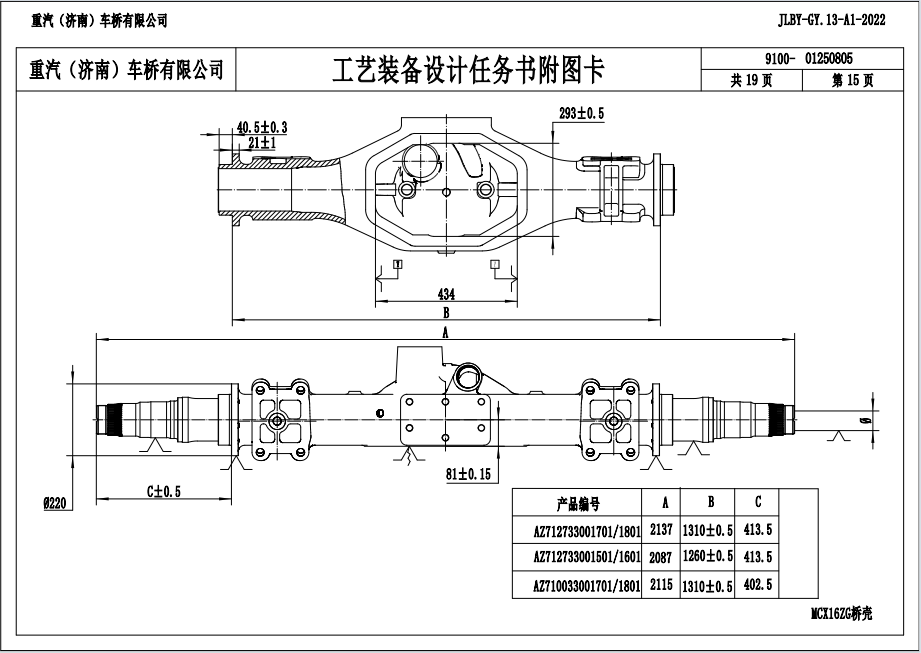 重汽（济南）车桥有限公司 JLBY-GY.13-A1-2022
重汽（济南）车桥有限公司 工艺装备设计任务书附图卡 9100- 01250805
共 19 页 第 15 页
293±0.5
40.5±0.3
21±1
434
B
A
Ø
81±0.15
C±0.5
Ø220
产品编号 A B C
AZ712733001701/1801 2137 1310±0.5 413.5
AZ712733001501/1601 2087 1260±0.5 413.5
AZ710033001701/1801 2115 1310±0.5 402.5
MCX16ZG桥壳